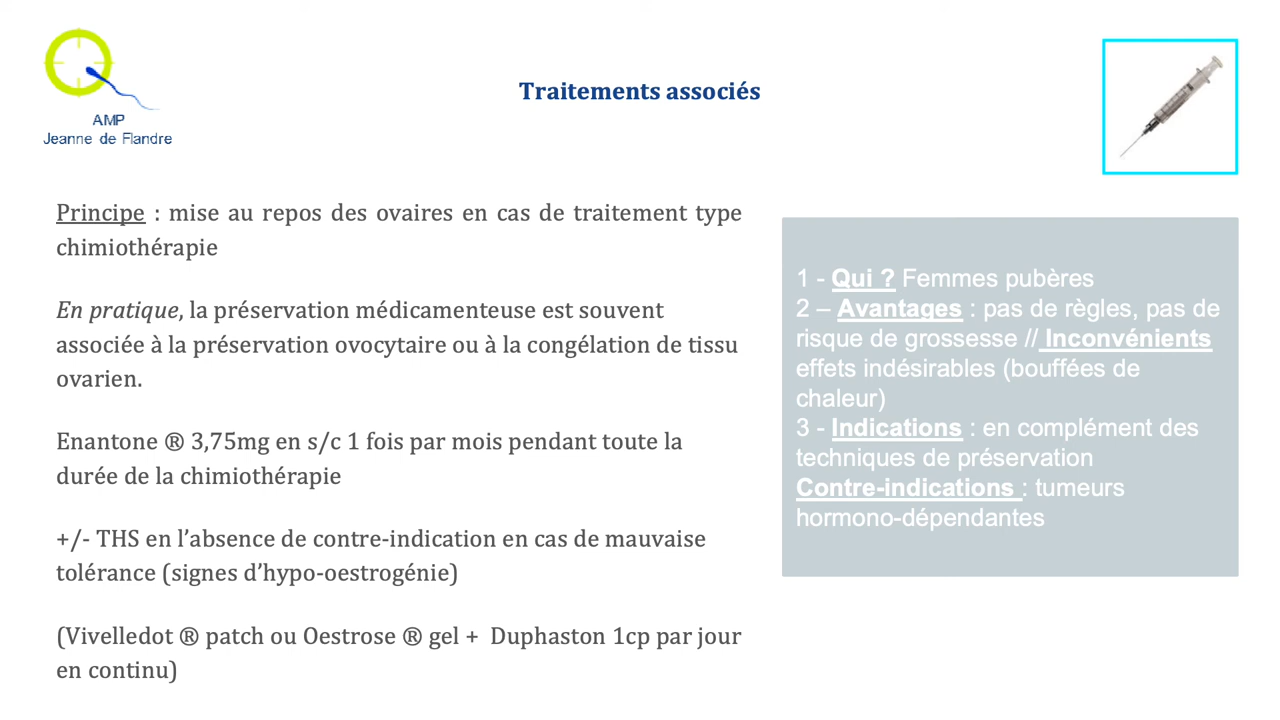 AMP
Jeanne de Flandre
Traitements associés
Principe : mise au repos des ovaires en cas de traitement type
chimiothérapie
En pratique, la préservation médicamenteuse est souvent
associée à la préservation ovocytaire ou à la congélation de tissu
ovarien.
Enantone ® 3,75mg en s/c 1 fois par mois pendant toute la
durée de la chimiothérapie
+/- THS en l’absence de contre-indication en cas de mauvaise
tolérance (signes d’hypo-oestrogénie)
(Vivelledot ® patch ou Oestrose ® gel + Duphaston 1cp par jour
en continu)
1 - Qui ? Femmes pubères
2 – Avantages : pas de règles, pas de
risque de grossesse // Inconvénients
effets indésirables (bouffées de
chaleur)
3 - Indications : en complément des
techniques de préservation
Contre-indications : tumeurs
hormono-dépendantes